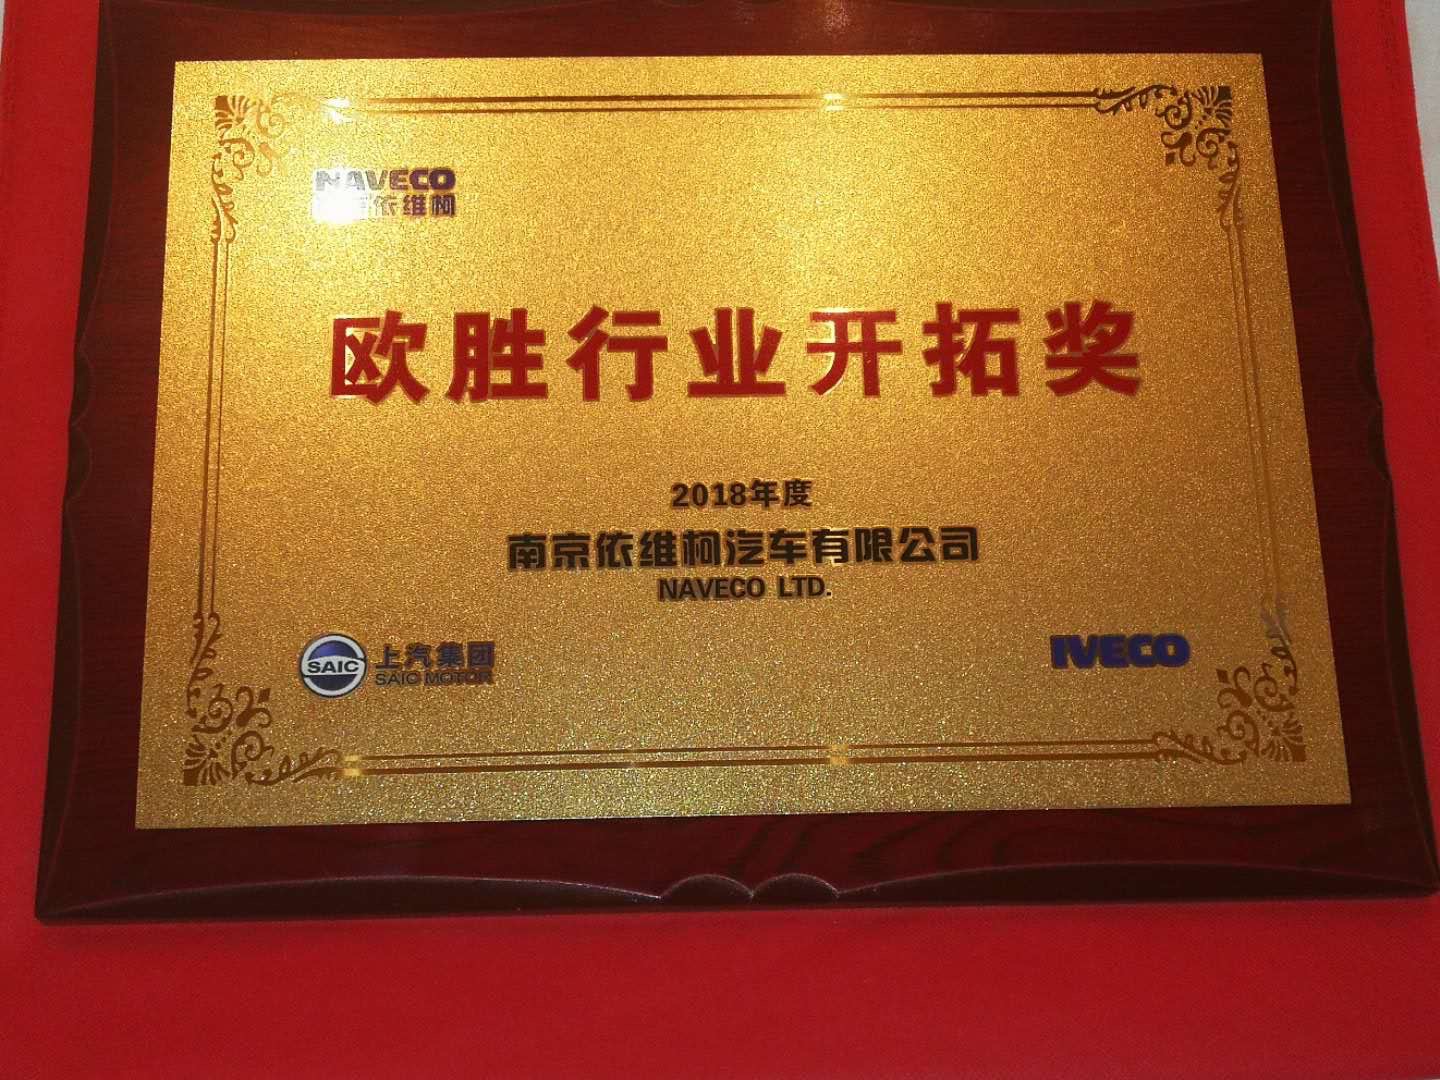 NAVECO
依维柯
欧胜行业开拓奖
2018年度
南京依维柯汽车有限公司
NAVECO LTD.
SAIC 上汽集团
SAIC MOTOR
IVECO